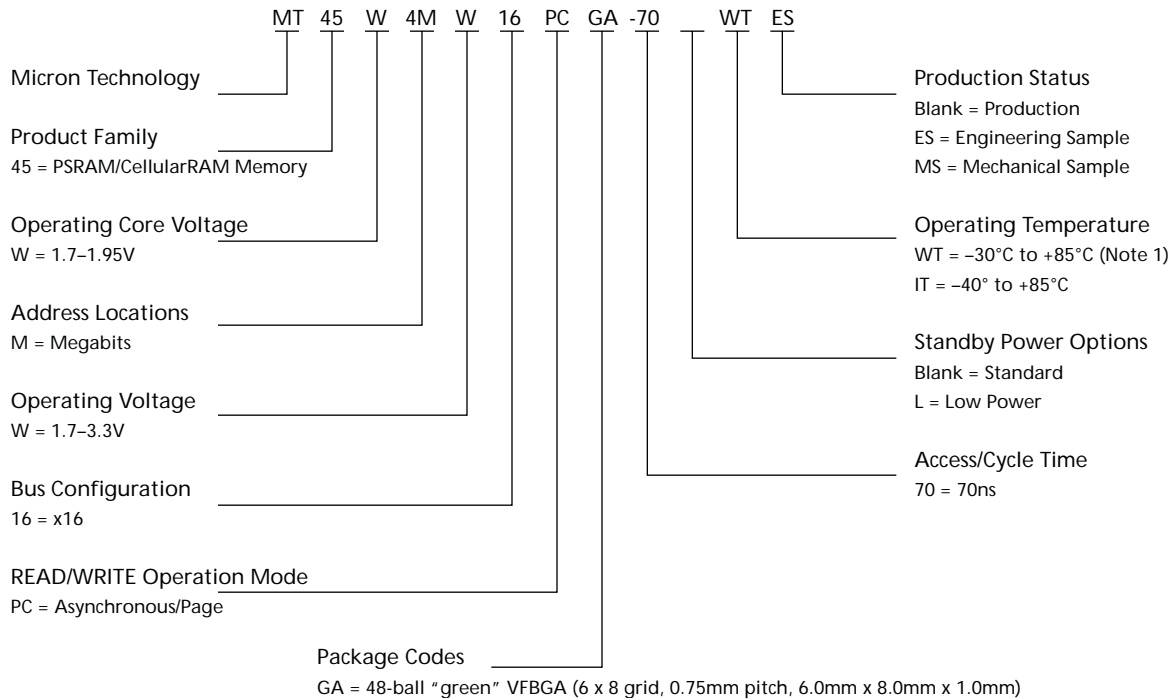 MT 45 W 4M W 16 PC GA -70 WT ES
Micron Technology
Product Family
45 = PSRAM/CellularRAM Memory
Operating Core Voltage
W = 1.7–1.95V
Address Locations
M = Megabits
Operating Voltage
W = 1.7–3.3V
Bus Configuration
16 = x16
READ/WRITE Operation Mode
PC = Asynchronous/Page
Package Codes
GA = 48-ball “green” VFBGA (6 x 8 grid, 0.75mm pitch, 6.0mm x 8.0mm x 1.0mm)
Production Status
Blank = Production
ES = Engineering Sample
MS = Mechanical Sample
Operating Temperature
WT = –30°C to +85°C (Note 1)
IT = –40° to +85°C
Standby Power Options
Blank = Standard
L = Low Power
Access/Cycle Time
70 = 70ns